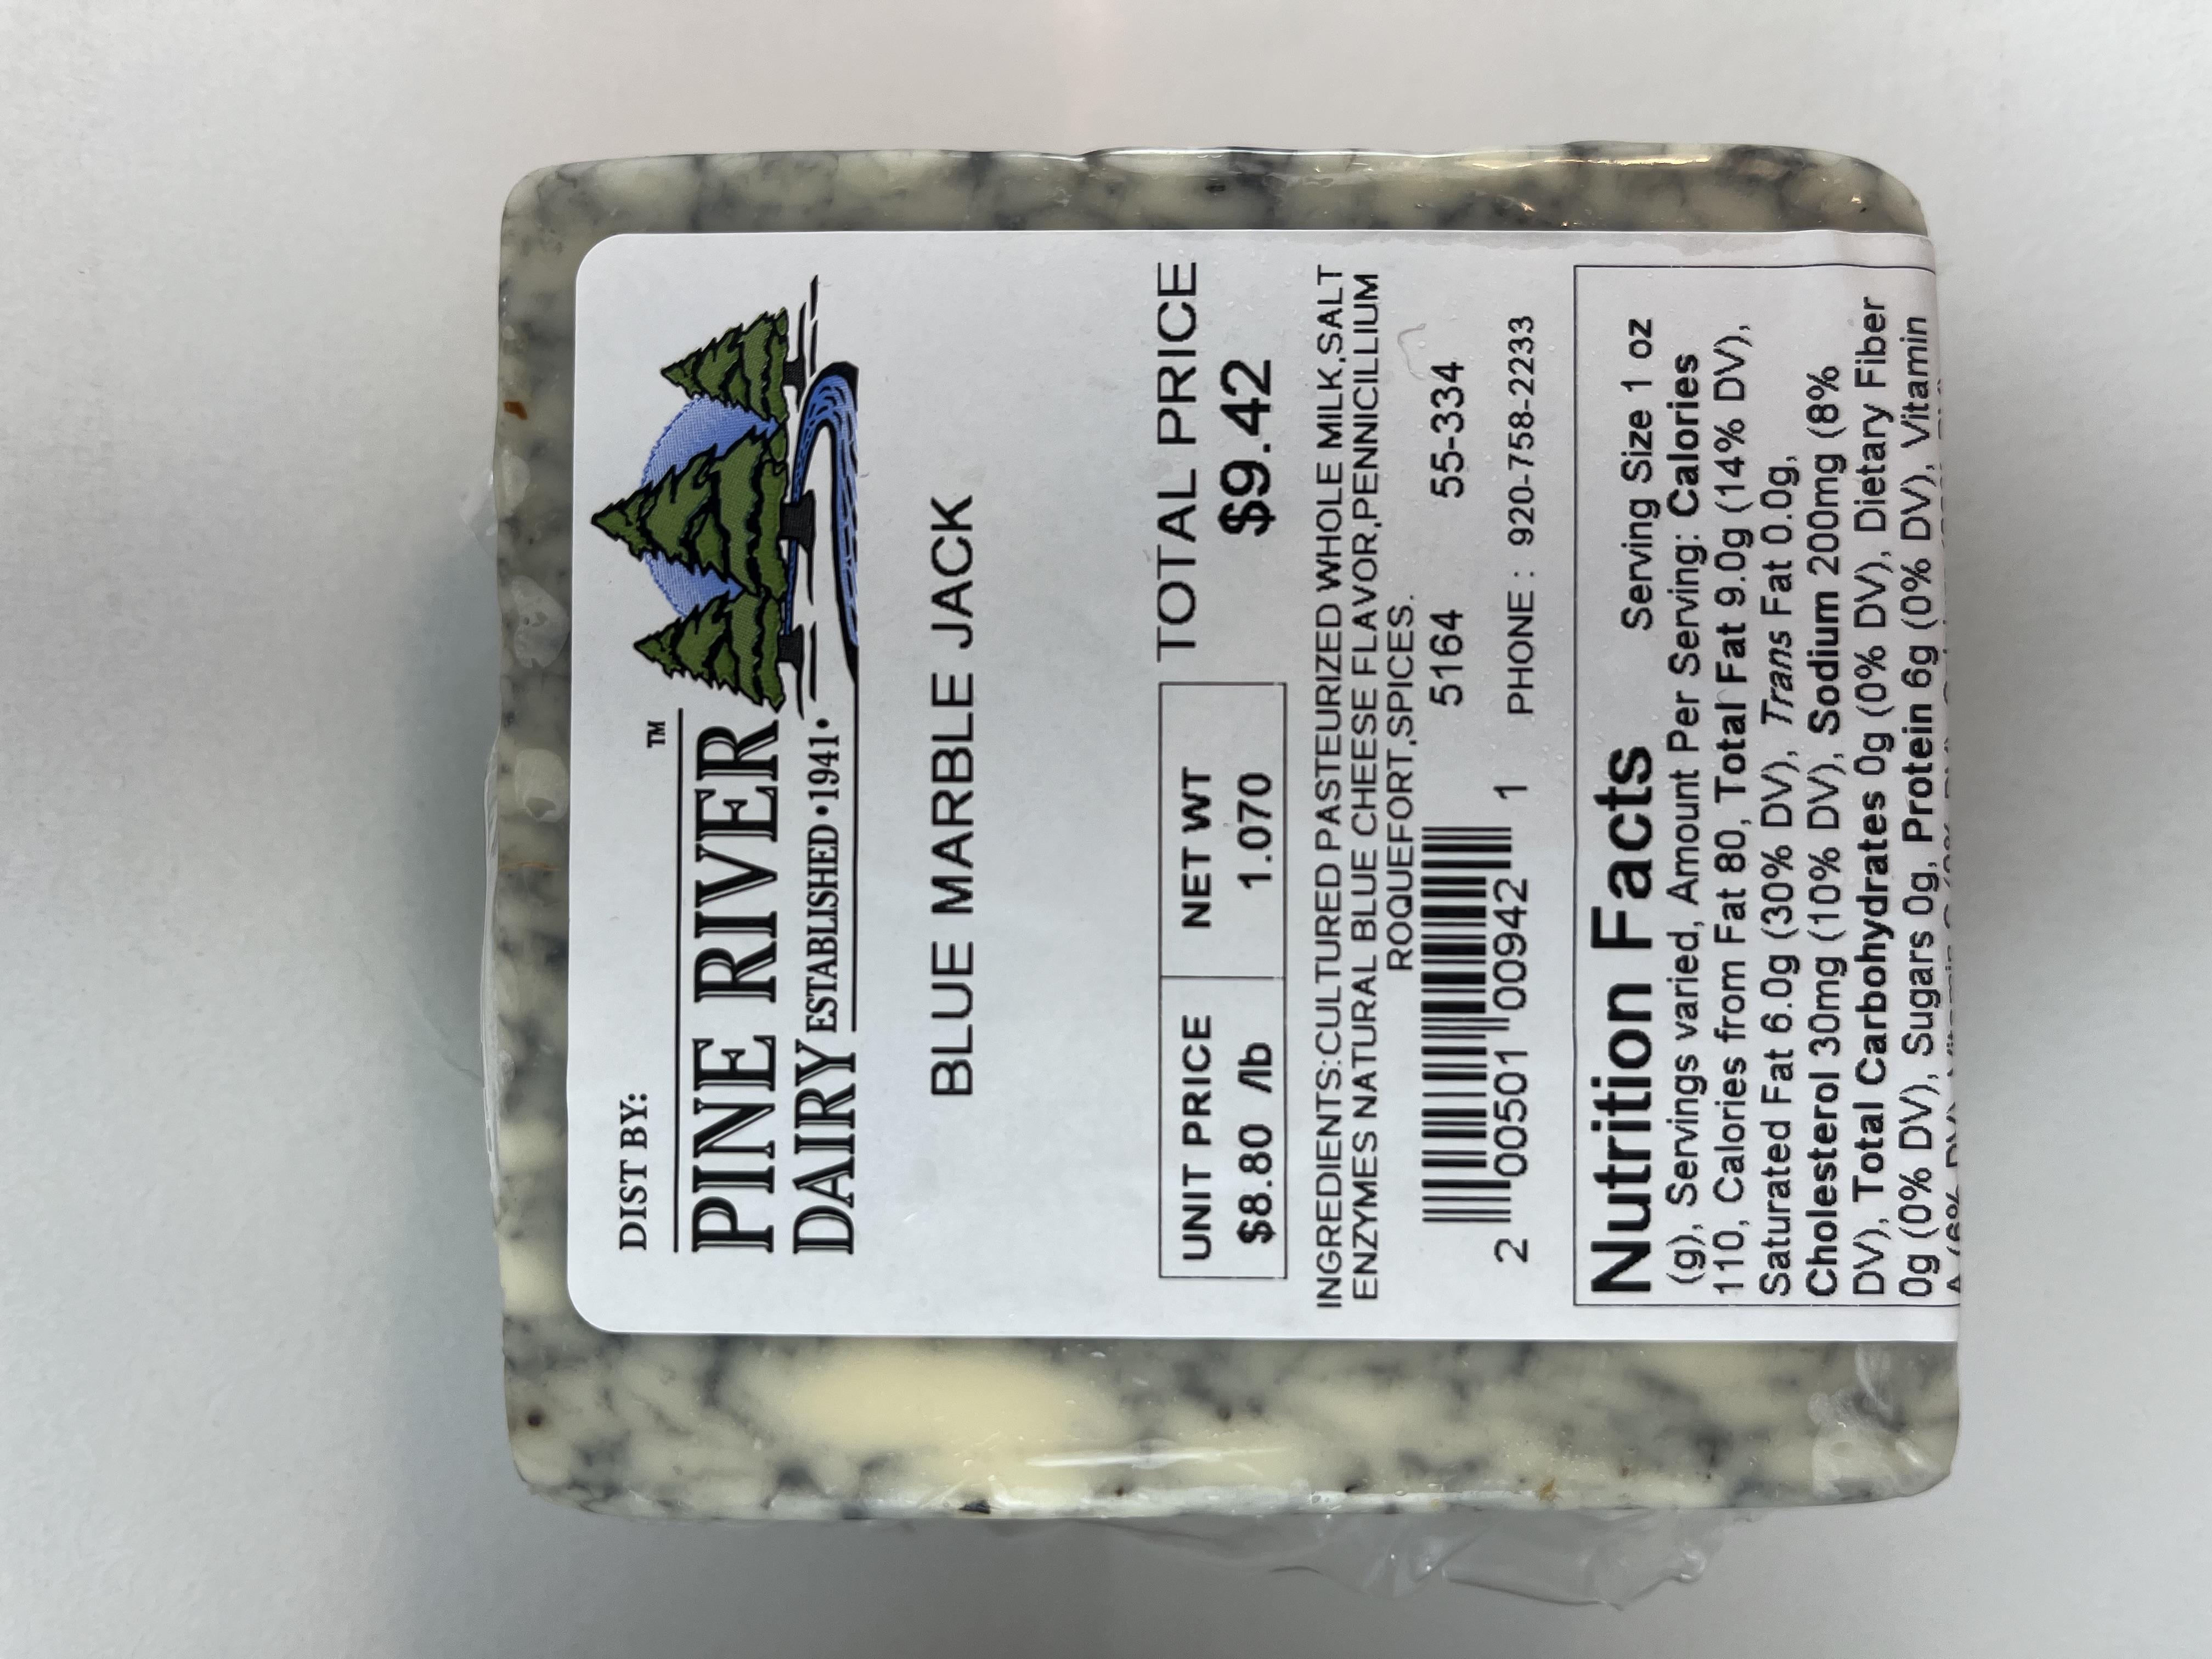 DIST BY:
PINE RIVER™
DAIRY ESTABLISHED•1941•
BLUE MARBLE JACK
UNIT PRICE NET WT TOTAL PRICE
$8.80 /lb 1.070 $9.42
INGREDIENTS:CULTURED PASTEURIZED WHOLE MILK,SALT
ENZYMES NATURAL BLUE CHEESE FLAVOR,PENNICILLIUM
ROQUEFORT,SPICES.
5164 55-334
2 00501 00942 1 PHONE : 920-758-2233
Nutrition Facts Serving Size 1 oz
(g), Servings varied, Amount Per Serving: Calories
110, Calories from Fat 80, Total Fat 9.0g (14% DV),
Saturated Fat 6.0g (30% DV), Trans Fat 0.0g,
Cholesterol 30mg (10% DV), Sodium 200mg (8%
DV), Total Carbohydrates 0g (0% DV), Dietary Fiber
0g (0% DV), Sugars 0g, Protein 6g (0% DV), Vitamin
A (6% DV),